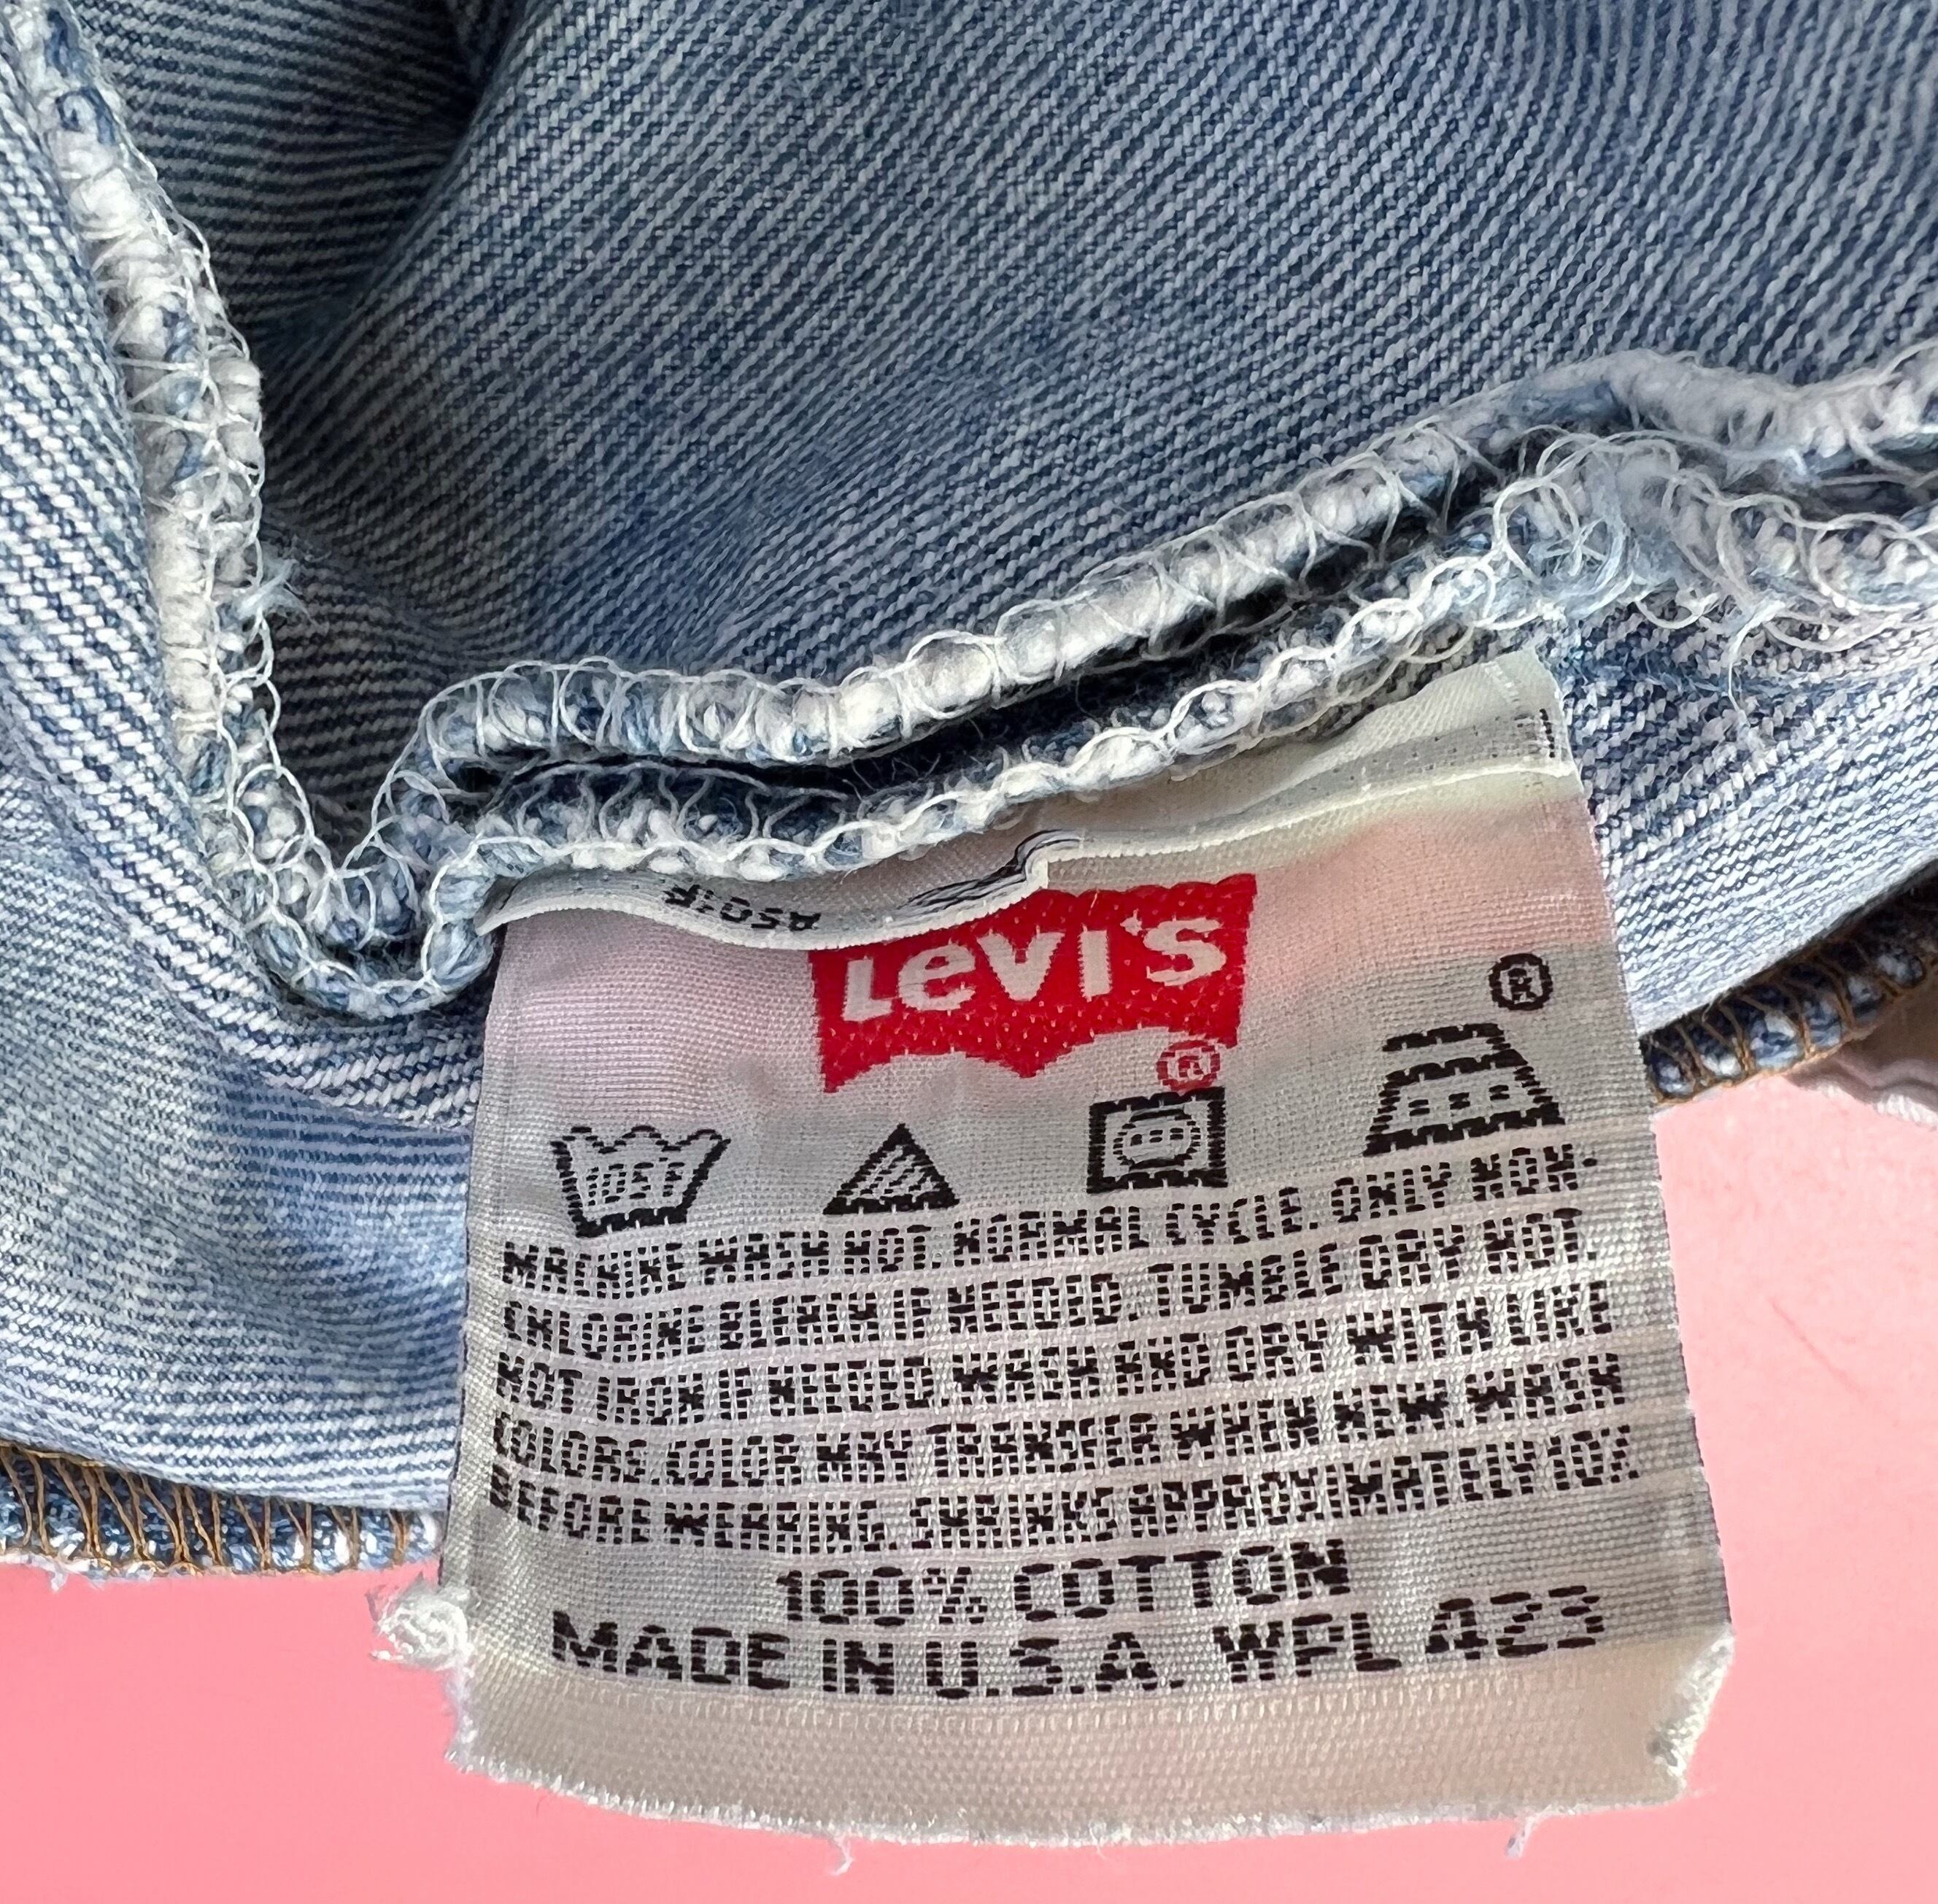 LEVI'S
®
®
105F
MACHINE WASH HOT. NORMAL CYCLE. ONLY NON-
CHLORINE BLEACH IF NEEDED. TUMBLE DRY HOT.
HOT IRON IF NEEDED. WASH AND DRY WITH LIKE
COLORS. COLOR MAY TRANSFER WHEN NEW. WASH
BEFORE WEARING. SHRINKS APPROXIMATELY 10%
100% COTTON
MADE IN U.S.A. WPL 423